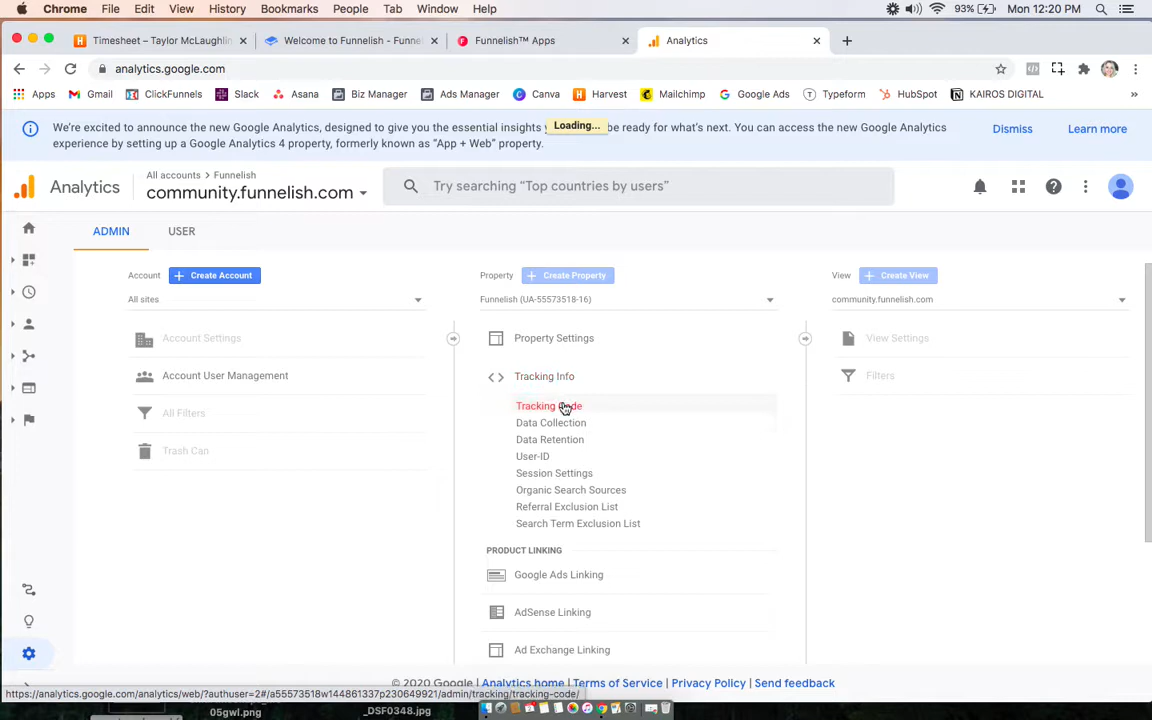 Chrome File Edit View History Bookmarks People Tab Window Help 93% Mon 12:20 PM
Timesheet – Taylor McLaughlin Welcome to Funnelish - Funne Funnelish™ Apps Analytics
analytics.google.com
Apps Gmail ClickFunnels Slack Asana Biz Manager Ads Manager Canva Harvest Mailchimp Google Ads Typeform HubSpot KAIROS DIGITAL »
We're excited to announce the new Google Analytics, designed to give you the essential insights y Loading... be ready for what's next. You can access the new Google Analytics Dismiss Learn more
experience by setting up a Google Analytics 4 property, formerly known as "App + Web" property.
All accounts > Funnelish
Analytics community.funnelish.com Try searching "Top countries by users"
ADMIN USER
Account + Create Account Property + Create Property View + Create View
All sites Funnelish (UA-55573518-16) community.funnelish.com
Account Settings Property Settings View Settings
Account User Management Tracking Info Filters
Tracking Code
All Filters Data Collection
Data Retention
Trash Can User-ID
Session Settings
Organic Search Sources
Referral Exclusion List
Search Term Exclusion List
PRODUCT LINKING
Google Ads Linking
AdSense Linking
Ad Exchange Linking
© 2020 Google | Analytics home | Terms of Service | Privacy Policy | Send feedback
https://analytics.google.com/analytics/web/?authuser=2#/a55573518w144861337p230649921/admin/tracking/tracking-code/
05gwl.png _DSF0348.jpg